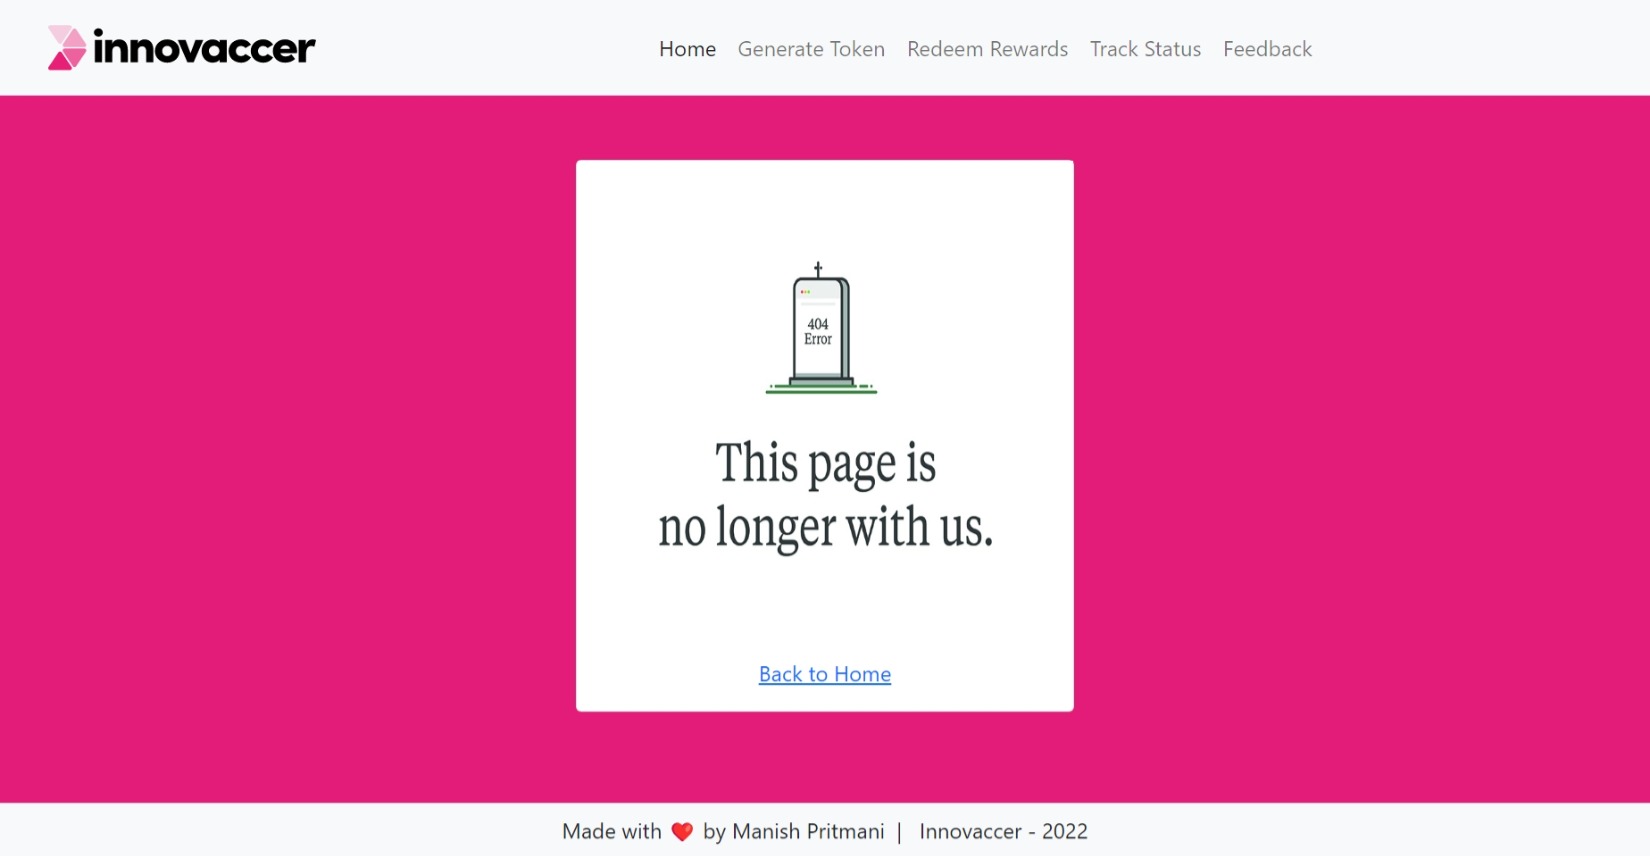 innovaccer
Home Generate Token Redeem Rewards Track Status Feedback
404
Error
This page is
no longer with us.
Back to Home
Made with ❤️ by Manish Pritmani | Innovaccer - 2022